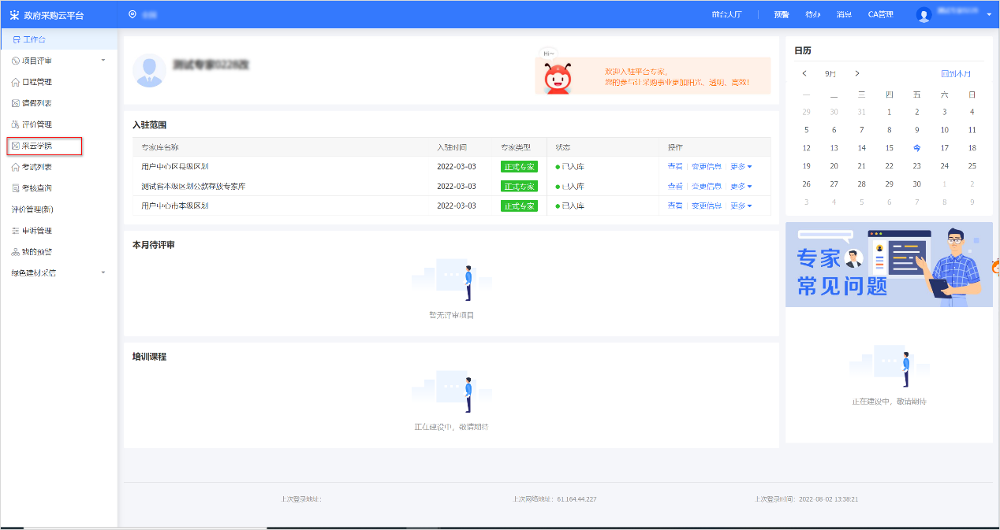 政府采购云平台
前台大厅 预警 待办 消息 CA管理
工作台
项目评审
日程管理
请假列表
评价管理
采云学院
考试列表
考核查询
评价管理(新)
申诉管理
我的预警
绿色建材采信
Hi~
欢迎入驻平台专家，
您的参与让采购事业更加阳光、透明、高效！
入驻范围
专家库名称 入驻时间 专家类型 状态 操作
用户中心区县级区划 2022-03-03 正式专家 已入库 查看 变更信息 更多
测试省本级区划公款存放专家库 2022-03-03 正式专家 已入库 查看 变更信息 更多
用户中心市本级区划 2022-03-03 正式专家 已入库 查看 变更信息 更多
本月待评审
暂无评审项目
培训课程
正在建设中，敬请期待
日历
9月 回到本月
一 二 三 四 五 六 日
29 30 31 1 2 3 4
5 6 7 8 9 10 11
12 13 14 15 今 17 18
19 20 21 22 23 24 25
26 27 28 29 30 1 2
3 4 5 6 7 8 9
专家
常见问题
正在建设中，敬请期待
上次登录地址： 上次网络地址：61.164.44.227 上次登录时间：2022-08-02 13:38:21